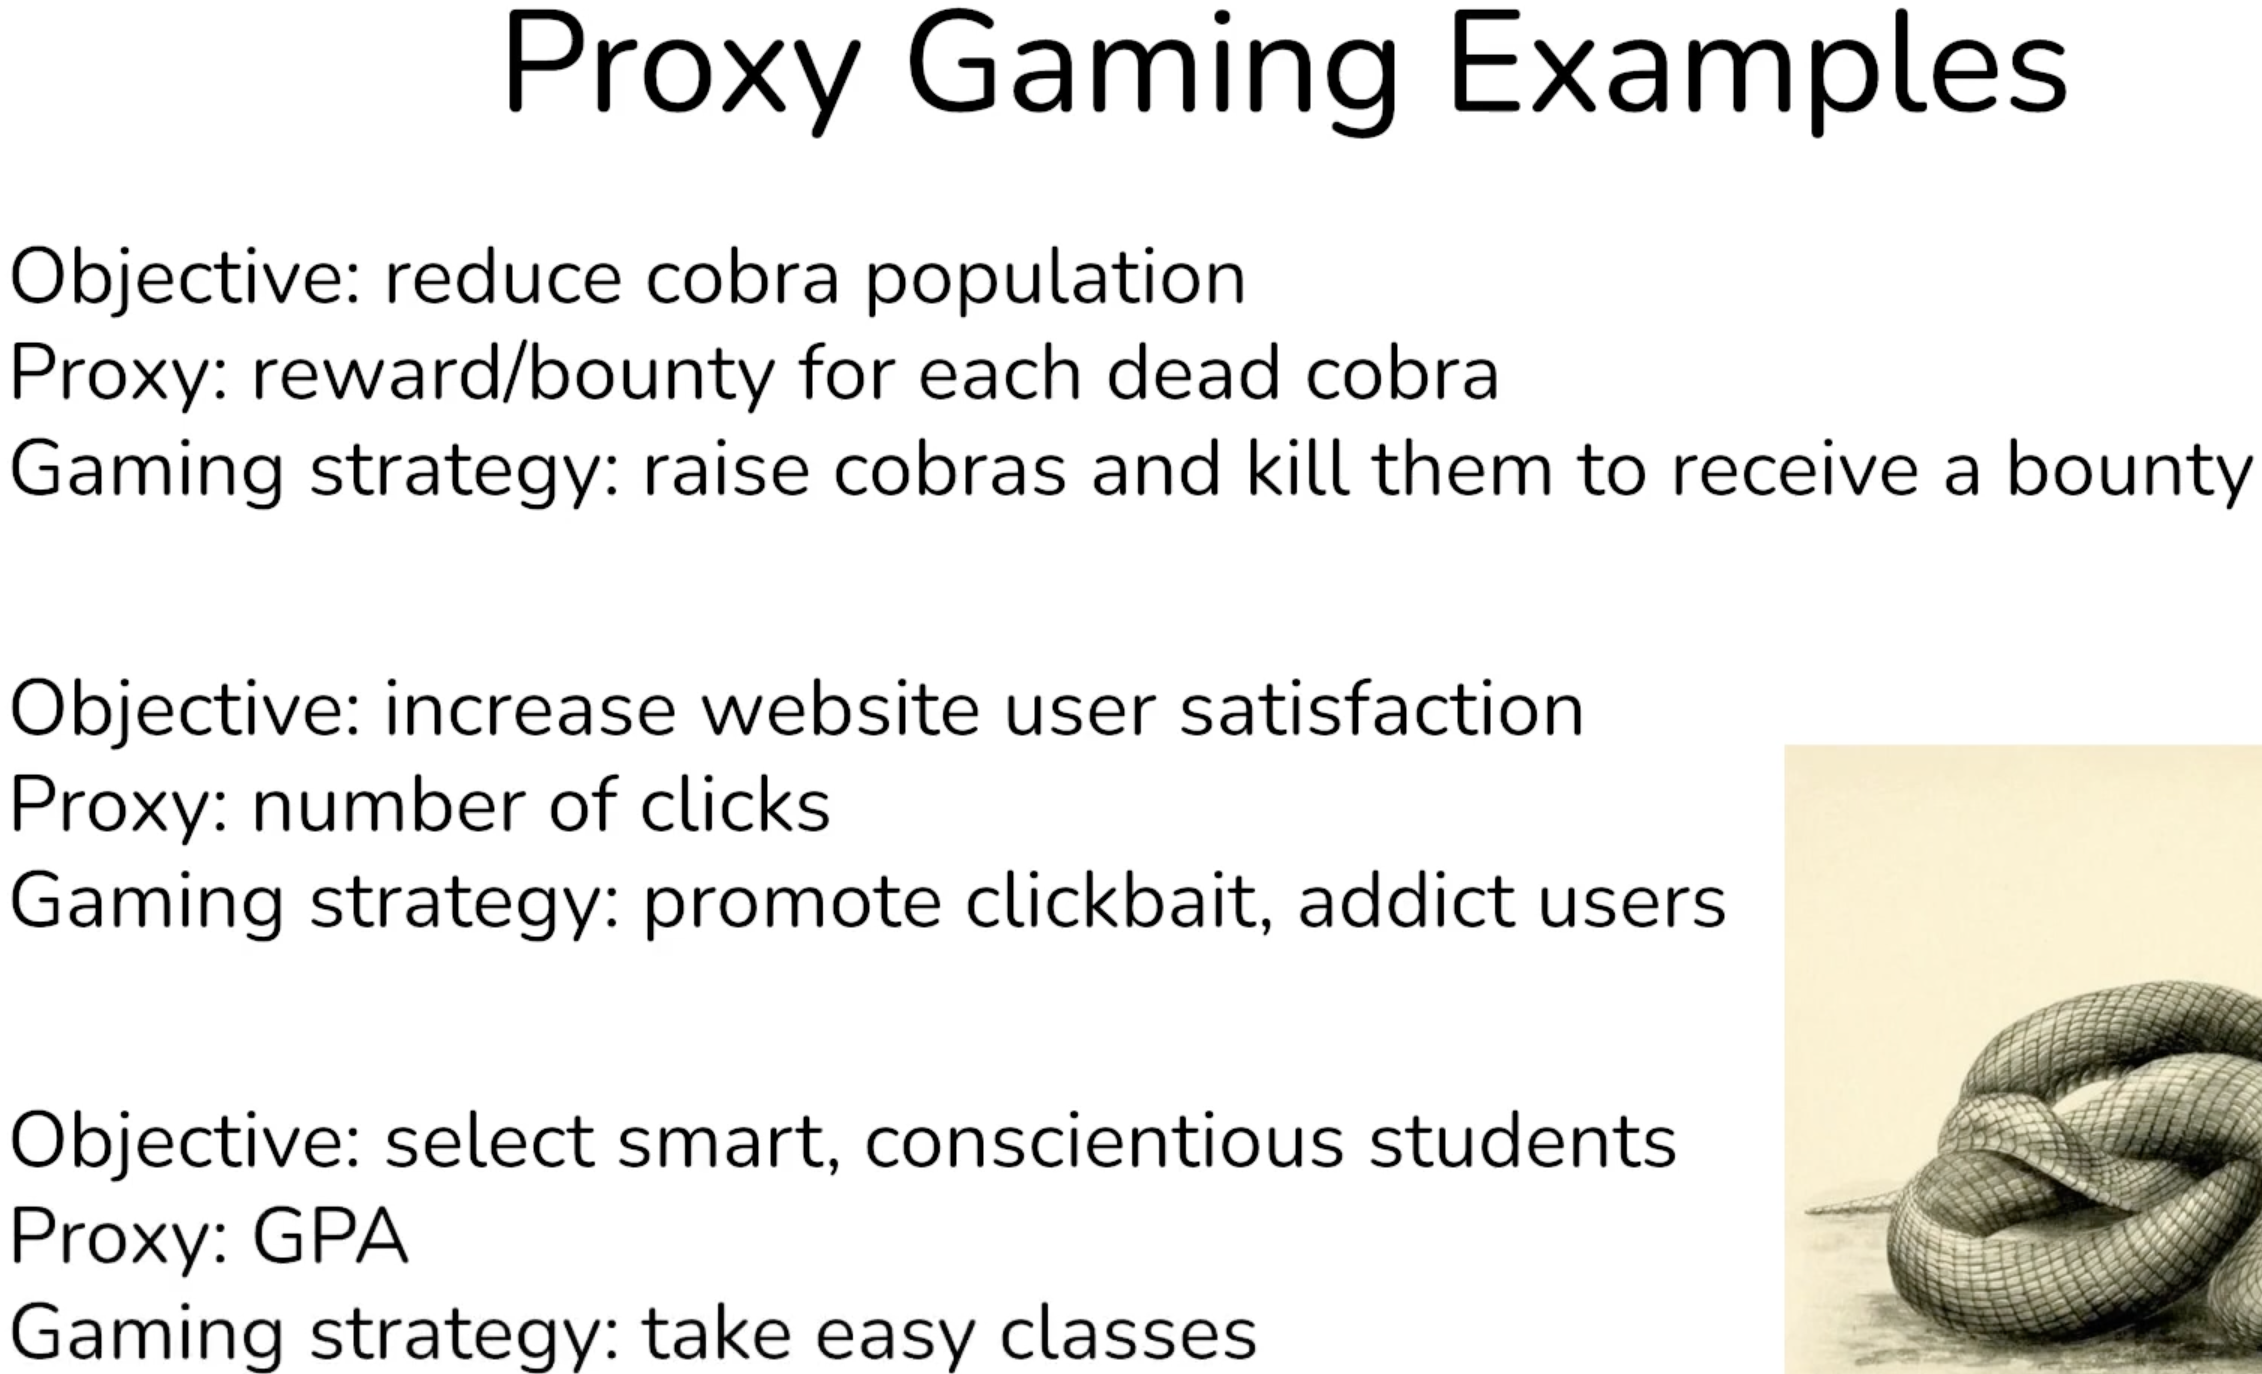 Proxy Gaming Examples
Objective: reduce cobra population
Proxy: reward/bounty for each dead cobra
Gaming strategy: raise cobras and kill them to receive a bounty
Objective: increase website user satisfaction
Proxy: number of clicks
Gaming strategy: promote clickbait, addict users
Objective: select smart, conscientious students
Proxy: GPA
Gaming strategy: take easy classes